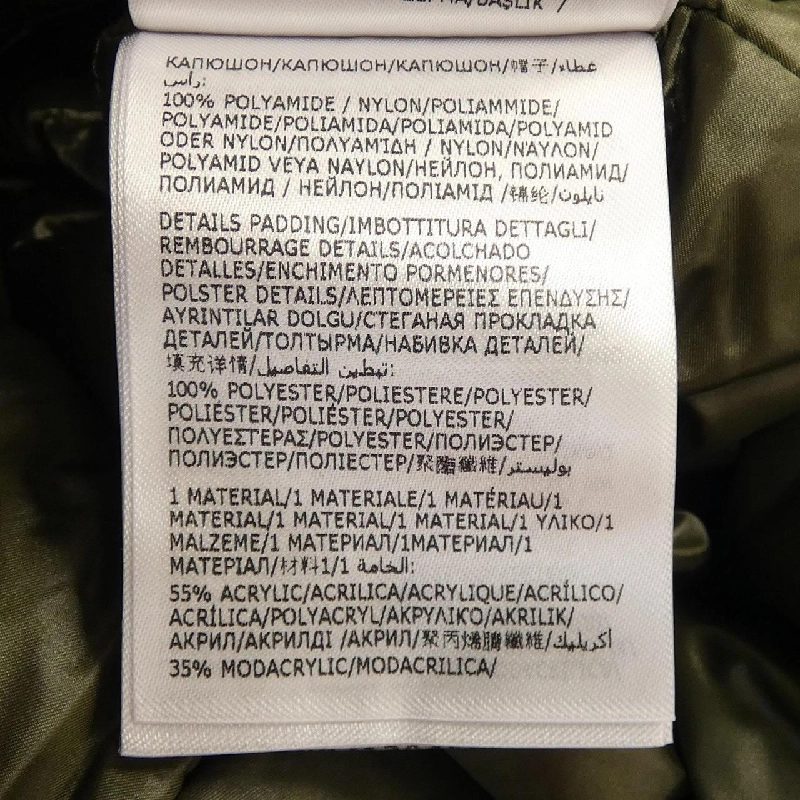 КАПЮШОН/КАПЮШОН/КАПЮШОН/帽子/غطاء
رأس:
100% POLYAMIDE / NYLON/POLIAMMIDE/
POLYAMIDE/POLIAMIDA/POLIAMIDA/POLYAMID
ODER NYLON/ΠΟΛΥΑΜΊΔΗ / NYLON/ΝΑΥΛΟΝ/
POLYAMID VEYA NAYLON/НЕЙЛОН, ПОЛИАМИД/
ПОЛИАМИД / НЕЙЛОН/ПОЛІАМІД /锦纶/نايلون
DETAILS PADDING/IMBOTTITURA DETTAGLI/
REMBOURRAGE DETAILS/ACOLCHADO
DETALLES/ENCHIMENTO PORMENORES/
POLSTER DETAILS/ΛΕΠΤΟΜΕΡΕΙΕΣ ΕΠΕΝΔΥΣΗΣ/
AYRINTILAR DOLGU/СТЕГАНАЯ ПРОКЛАДКА
ДЕТАЛЕЙ/ТОЛТЫРМА/НАБИВКА ДЕТАЛЕЙ/
填充详情/تبطين التفاصيل:
100% POLYESTER/POLIESTERE/POLYESTER/
POLIÉSTER/POLIÉSTER/POLYESTER/
ΠΟΛΥΕΣΤΕΡΑΣ/POLYESTER/ПОЛИЭСТЕР/
ПОЛИЭСТЕР/ПОЛІЕСТЕР/聚酯纖維/بوليستر
1 MATERIAL/1 MATERIALE/1 MATÉRIAU/1
MATERIAL/1 MATERIAL/1 MATERIAL/1 ΥΛΙΚΟ/1
MALZEME/1 МАТЕРИАЛ/1МАТЕРИАЛ/1
МАТЕРІАЛ/材料1/1 الخامة:
55% ACRYLIC/ACRILICA/ACRYLIQUE/ACRÍLICO/
ACRÍLICA/POLYACRYL/ΑΚΡΥΛΙΚΟ/AKRILIK/
АКРИЛ/АКРИЛДІ /АКРИЛ/聚丙烯腈纖維/أكريليك
35% MODACRYLIC/MODACRILICA/